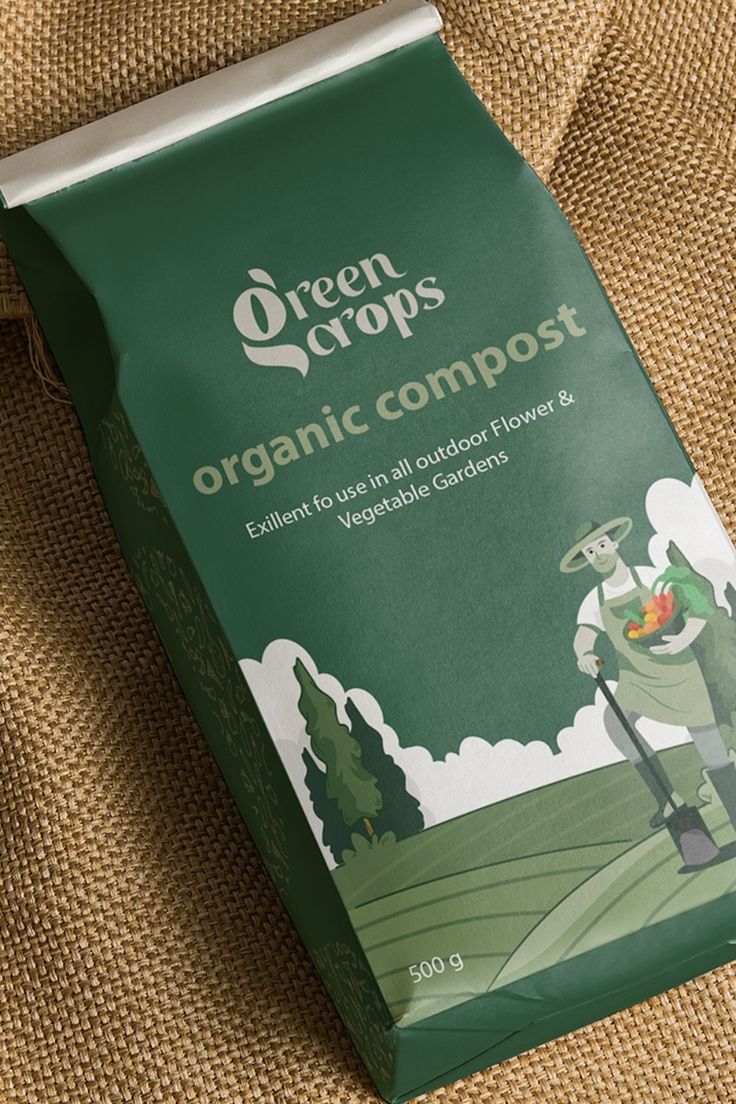 green
crops
organic compost
Exillent fo use in all outdoor Flower &
Vegetable Gardens
500 g